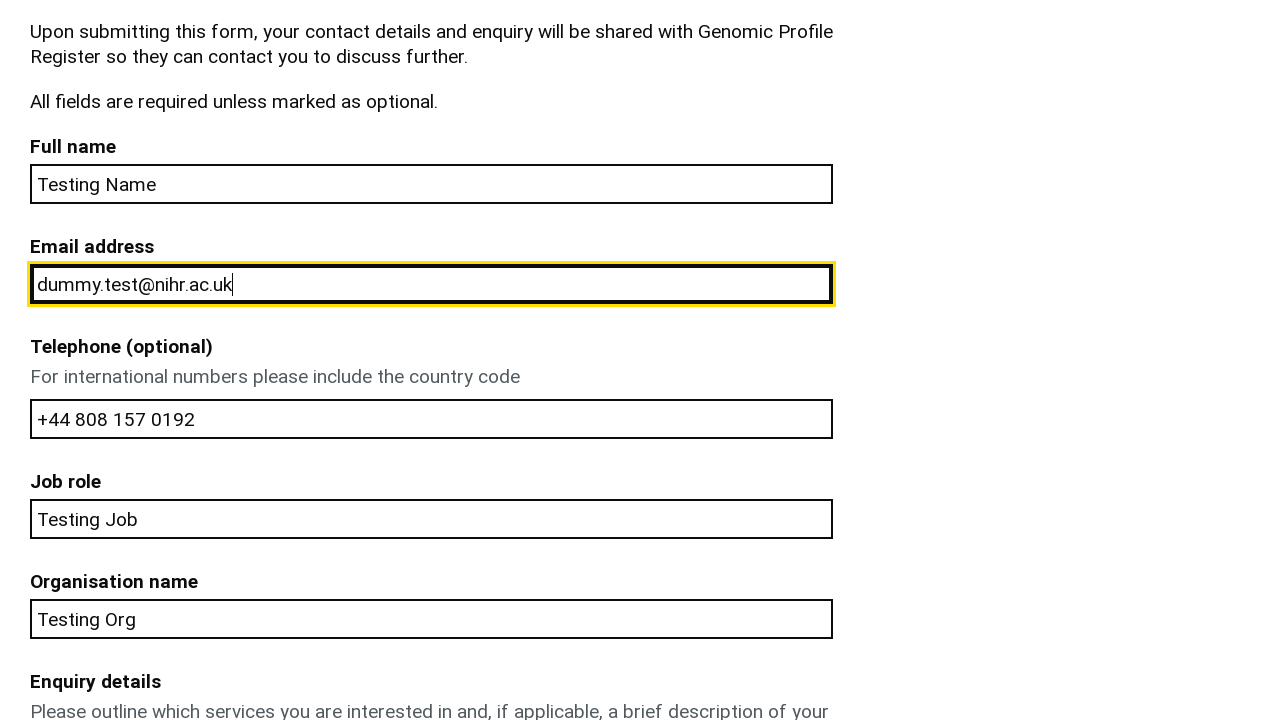 Upon submitting this form, your contact details and enquiry will be shared with Genomic Profile
Register so they can contact you to discuss further.
All fields are required unless marked as optional.
Full name
Testing Name
Email address
dummy.test@nihr.ac.uk
Telephone (optional)
For international numbers please include the country code
+44 808 157 0192
Job role
Testing Job
Organisation name
Testing Org
Enquiry details
Please outline which services you are interested in and, if applicable, a brief description of your